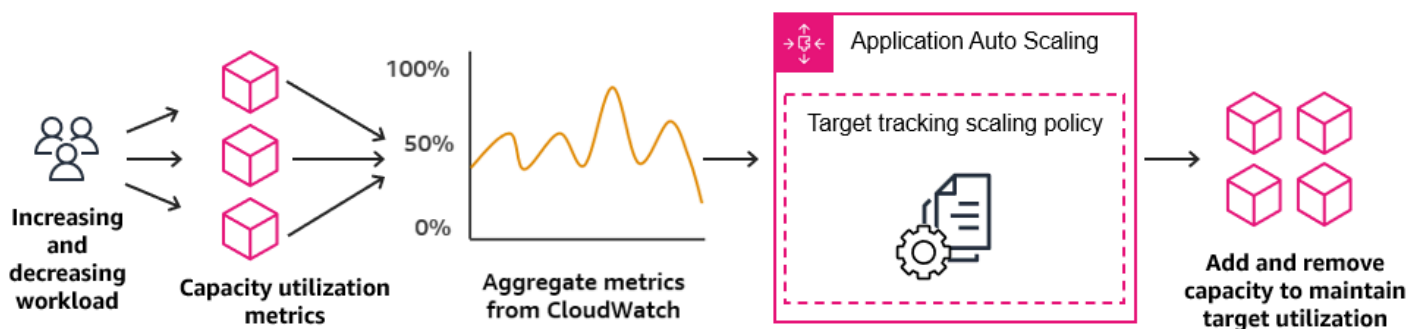 Increasing
and
decreasing
workload
Capacity utilization
metrics
100%
50%
0%
Aggregate metrics
from CloudWatch
Application Auto Scaling
Target tracking scaling policy
Add and remove
capacity to maintain
target utilization